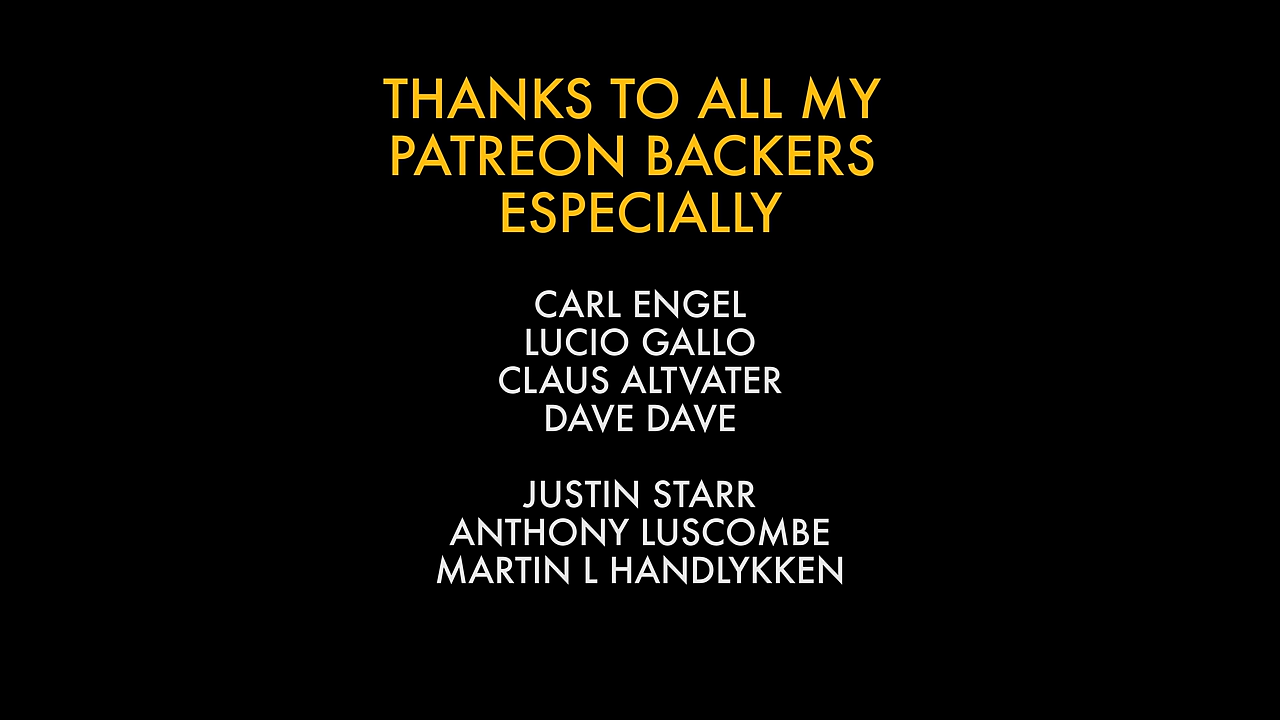 THANKS TO ALL MY
PATREON BACKERS
ESPECIALLY
CARL ENGEL
LUCIO GALLO
CLAUS ALTVATER
DAVE DAVE
JUSTIN STARR
ANTHONY LUSCOMBE
MARTIN L HANDLYKKEN